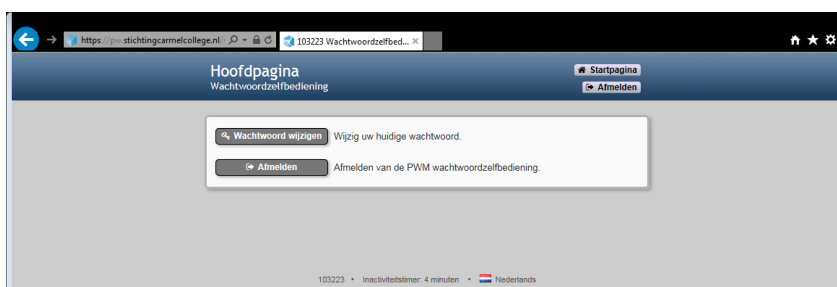 https://pw.stichtingcarmelcollege.nl/
103223 Wachtwoordzelfbed...
Hoofdpagina
Wachtwoordzelfbediening
Startpagina
Afmelden
Wachtwoord wijzigen Wijzig uw huidige wachtwoord.
Afmelden Afmelden van de PWM wachtwoordzelfbediening.
103223 • Inactiviteitstimer: 4 minuten • Nederlands